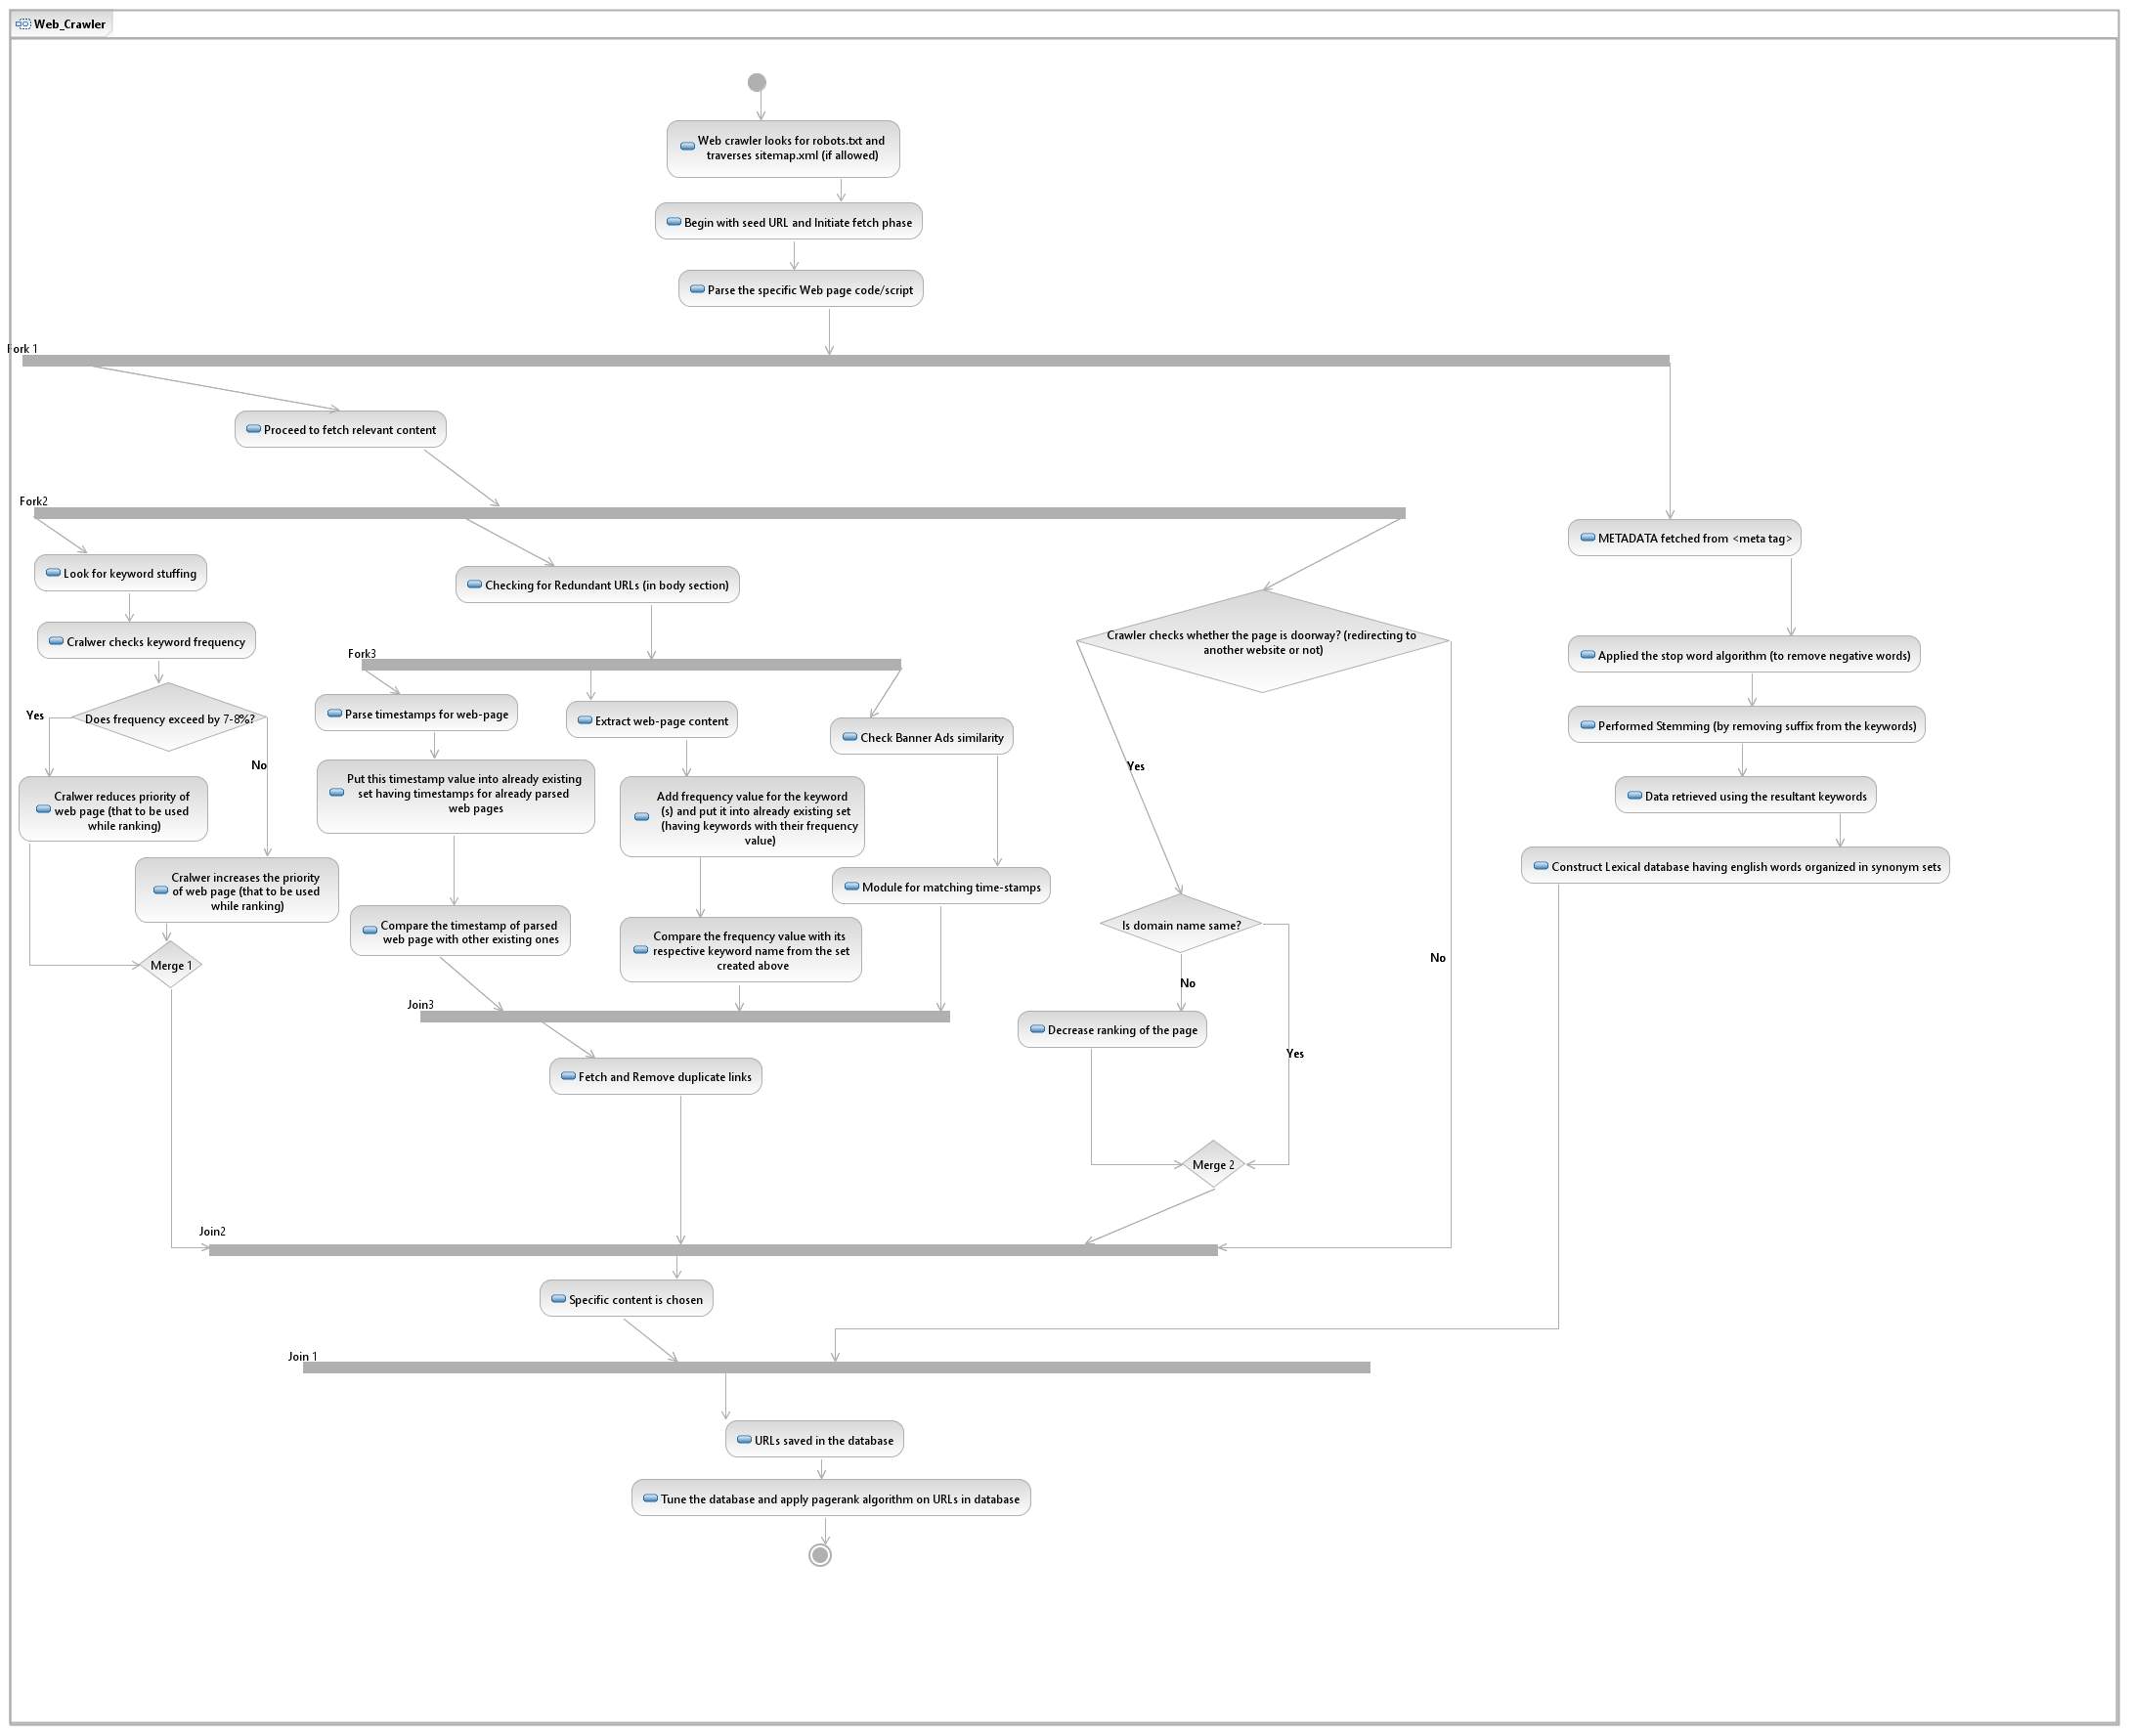 Web_Crawler
Web crawler looks for robots.txt and
traverses sitemap.xml (if allowed)
Begin with seed URL and Initiate fetch phase
Parse the specific Web page code/script
Fork 1
Proceed to fetch relevant content
Fork2
Look for keyword stuffing
Cralwer checks keyword frequency
Does frequency exceed by 7-8%?
Yes
No
Cralwer reduces priority of
web page (that to be used
while ranking)
Cralwer increases the priority
of web page (that to be used
while ranking)
Merge 1
Checking for Redundant URLs (in body section)
Fork3
Parse timestamps for web-page
Put this timestamp value into already existing
set having timestamps for already parsed
web pages
Compare the timestamp of parsed
web page with other existing ones
Extract web-page content
Add frequency value for the keyword
(s) and put it into already existing set
(having keywords with their frequency
value)
Compare the frequency value with its
respective keyword name from the set
created above
Check Banner Ads similarity
Module for matching time-stamps
Join3
Fetch and Remove duplicate links
Crawler checks whether the page is doorway? (redirecting to
another website or not)
Yes
No
Is domain name same?
No
Yes
Decrease ranking of the page
Merge 2
METADATA fetched from <meta tag>
Applied the stop word algorithm (to remove negative words)
Performed Stemming (by removing suffix from the keywords)
Data retrieved using the resultant keywords
Construct Lexical database having english words organized in synonym sets
Join2
Specific content is chosen
Join 1
URLs saved in the database
Tune the database and apply pagerank algorithm on URLs in database